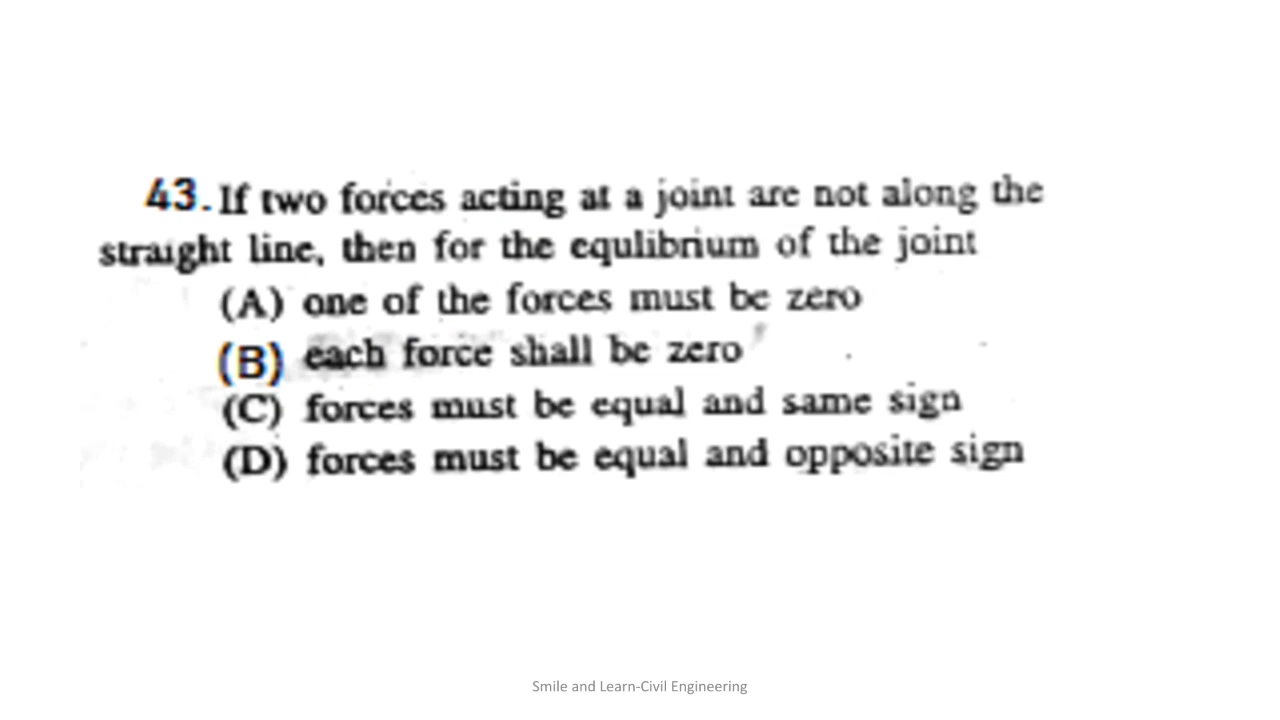 43. If two forces acting at a joint are not along the
straight line, then for the equlibrium of the joint
(A) one of the forces must be zero
(B) each force shall be zero
(C) forces must be equal and same sign
(D) forces must be equal and opposite sign
Smile and Learn-Civil Engineering